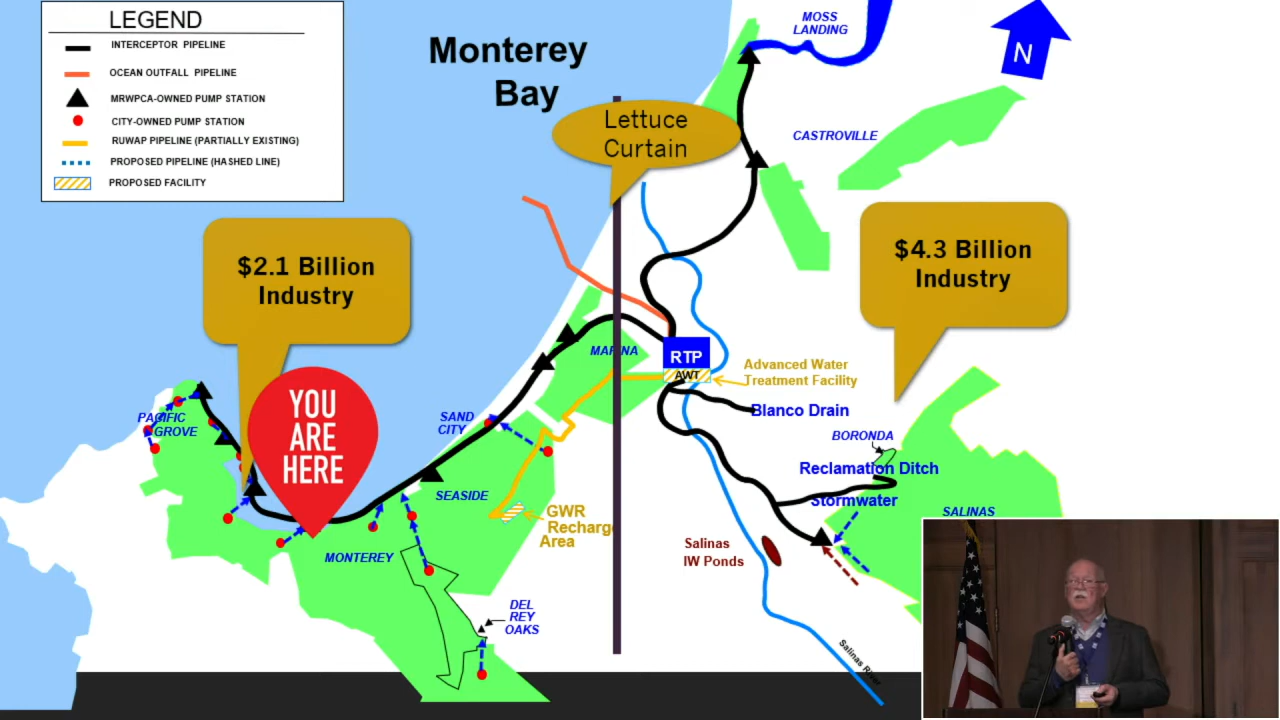 LEGEND
INTERCEPTOR PIPELINE
OCEAN OUTFALL PIPELINE
MRWPCA-OWNED PUMP STATION
CITY-OWNED PUMP STATION
RUWAP PIPELINE (PARTIALLY EXISTING)
PROPOSED PIPELINE (HASHED LINE)
PROPOSED FACILITY
Monterey
Bay
MOSS
LANDING
N
Lettuce
Curtain
CASTROVILLE
$2.1 Billion
Industry
$4.3 Billion
Industry
MARINA
RTP
AWT
Advanced Water
Treatment Facility
Blanco Drain
PACIFIC
GROVE
YOU
ARE
HERE
SAND
CITY
BORONDA
Reclamation Ditch
Stormwater
SEASIDE
GWR
Recharg
Area
SALINAS
MONTEREY
Salinas
IW Ponds
DEL
REY
OAKS
Salinas River